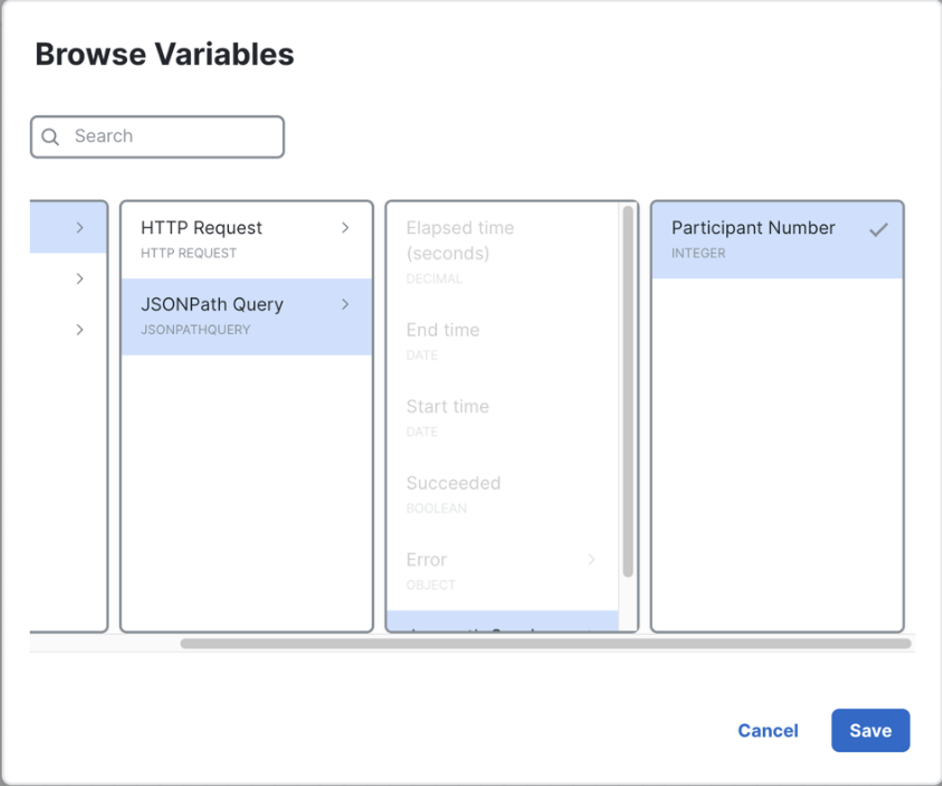 Browse Variables
Search
HTTP Request
HTTP REQUEST
JSONPath Query
JSONPATHQUERY
Elapsed time
(seconds)
DECIMAL
End time
DATE
Start time
DATE
Succeeded
BOOLEAN
Error
OBJECT
Participant Number
INTEGER
Cancel
Save